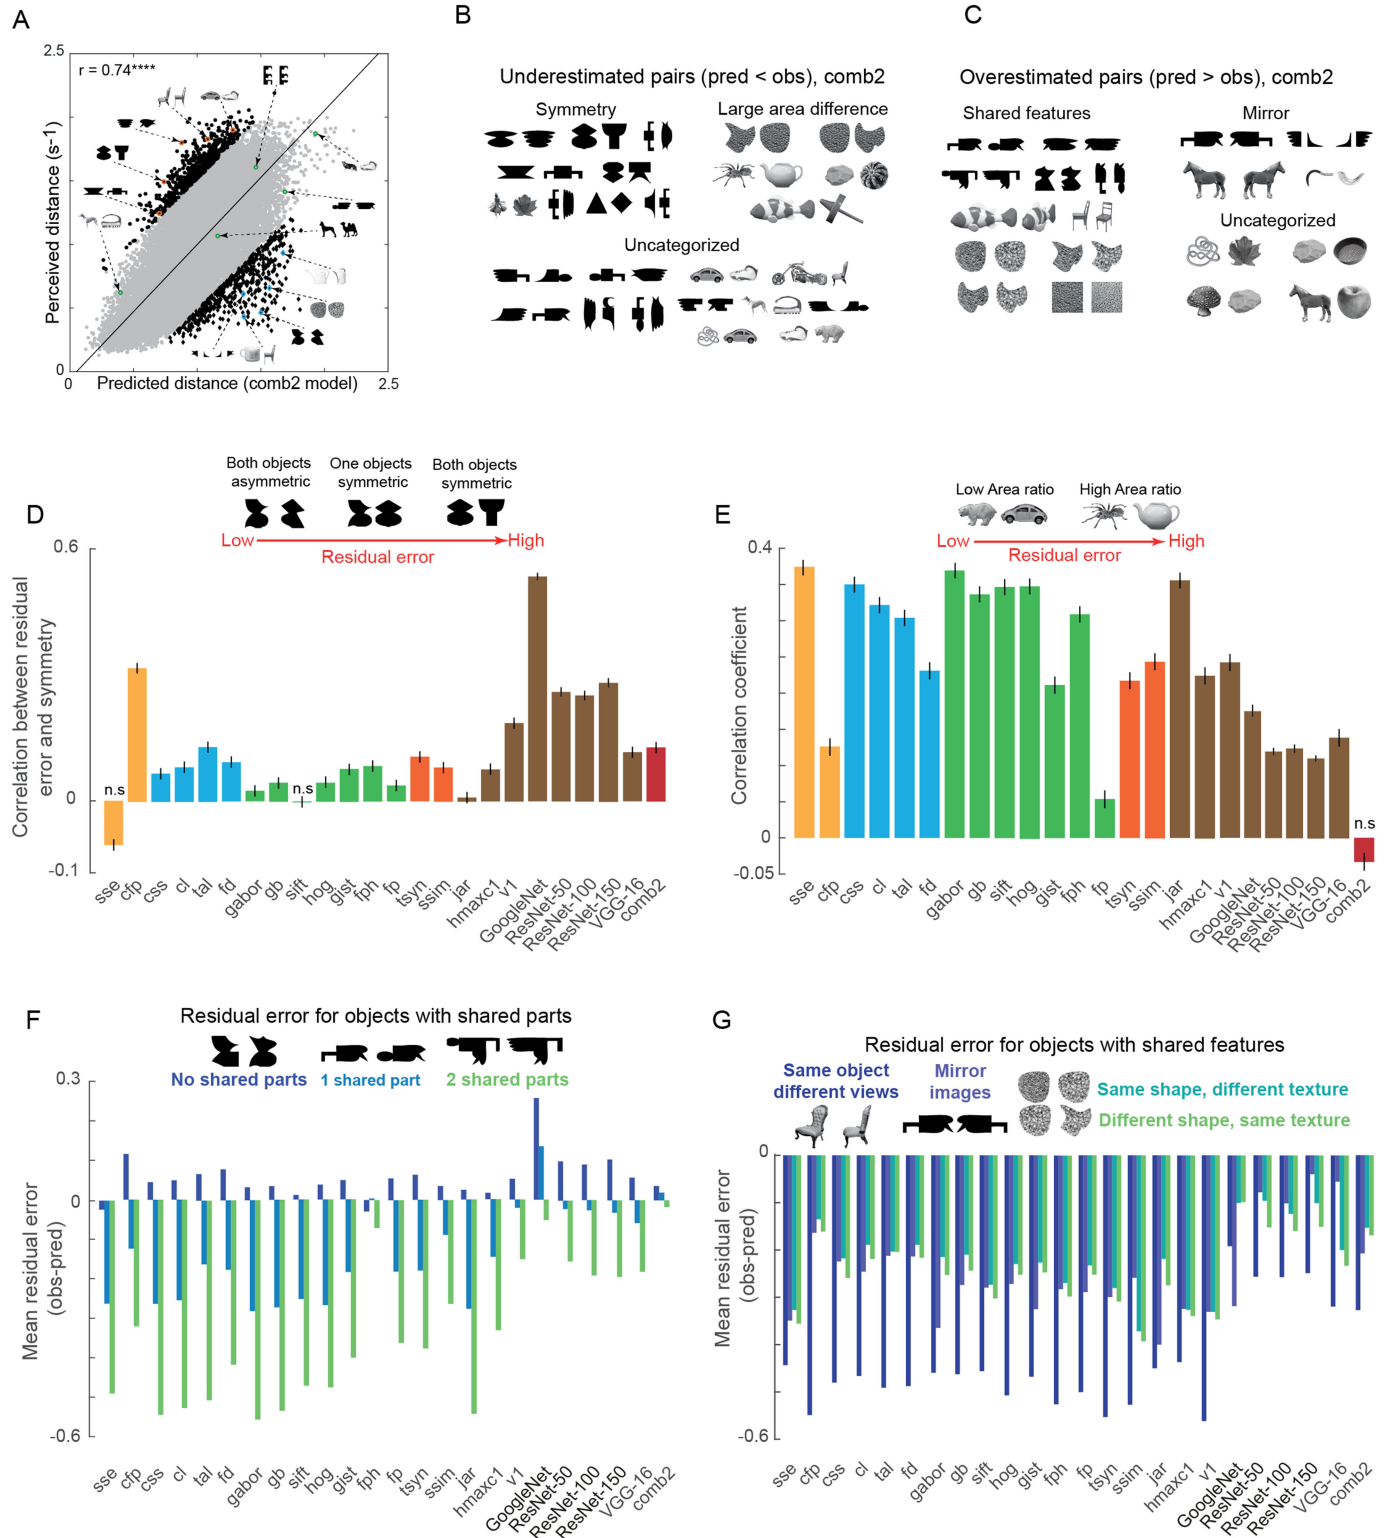 A
2.5
r = 0.74****
Perceived distance (s-1)
0
0
Predicted distance (comb2 model)
2.5
B
Underestimated pairs (pred < obs), comb2
Symmetry
Large area difference
Uncategorized
C
Overestimated pairs (pred > obs), comb2
Shared features
Mirror
Uncategorized
D
Both objects asymmetric
One objects symmetric
Both objects symmetric
Low
High
Residual error
0.6
Correlation between residual error and symmetry
n.s
n.s
0
-0.1
sse
cfp
css
cl
tal
fd
gabor
gb
sift
hog
gist
fph
fp
tsyn
ssim
jar
hmaxc1
v1
GoogleNet
ResNet-50
ResNet-100
ResNet-150
VGG-16
comb2
E
Low Area ratio
High Area ratio
Low
High
Residual error
0.4
Correlation coefficient
n.s
0
-0.05
sse
cfp
css
cl
tal
fd
gabor
gb
sift
hog
gist
fph
fp
tsyn
ssim
jar
hmaxc1
v1
GoogleNet
ResNet-50
ResNet-100
ResNet-150
VGG-16
comb2
F
Residual error for objects with shared parts
No shared parts
1 shared part
2 shared parts
0.3
0
Mean residual error (obs-pred)
-0.6
sse
cfp
css
cl
tal
fd
gabor
gb
sift
hog
gist
fph
fp
tsyn
ssim
jar
hmaxc1
v1
GoogleNet
ResNet-50
ResNet-100
ResNet-150
VGG-16
comb2
G
Residual error for objects with shared features
Same object different views
Mirror images
Same shape, different texture
Different shape, same texture
0
Mean residual error (obs-pred)
-0.6
sse
cfp
css
cl
tal
fd
gabor
gb
sift
hog
gist
fph
fp
tsyn
ssim
jar
hmaxc1
v1
GoogleNet
ResNet-50
ResNet-100
ResNet-150
VGG-16
comb2